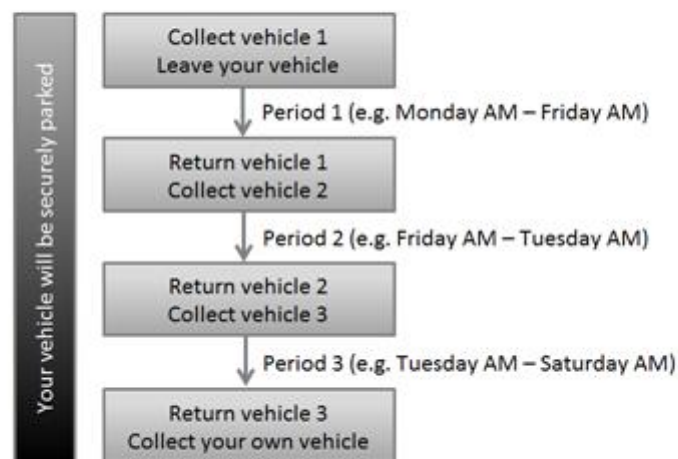 Your vehicle will be securely parked
Collect vehicle 1
Leave your vehicle
Period 1 (e.g. Monday AM – Friday AM)
Return vehicle 1
Collect vehicle 2
Period 2 (e.g. Friday AM – Tuesday AM)
Return vehicle 2
Collect vehicle 3
Period 3 (e.g. Tuesday AM – Saturday AM)
Return vehicle 3
Collect your own vehicle